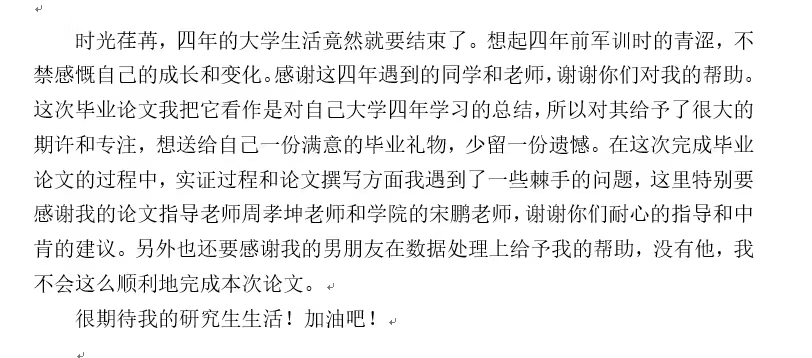 时光荏苒，四年的大学生活竟然就要结束了。想起四年前军训时的青涩，不
禁感慨自己的成长和变化。感谢这四年遇到的同学和老师，谢谢你们对我的帮助。
这次毕业论文我把它看作是对自己大学四年学习的总结，所以对其给予了很大的
期许和专注，想送给自己一份满意的毕业礼物，少留一份遗憾。在这次完成毕业
论文的过程中，实证过程和论文撰写方面我遇到了一些棘手的问题，这里特别要
感谢我的论文指导老师周孝坤老师和学院的宋鹏老师，谢谢你们耐心的指导和中
肯的建议。另外也还要感谢我的男朋友在数据处理上给予我的帮助，没有他，我
不会这么顺利地完成本次论文。
很期待我的研究生生活！加油吧！